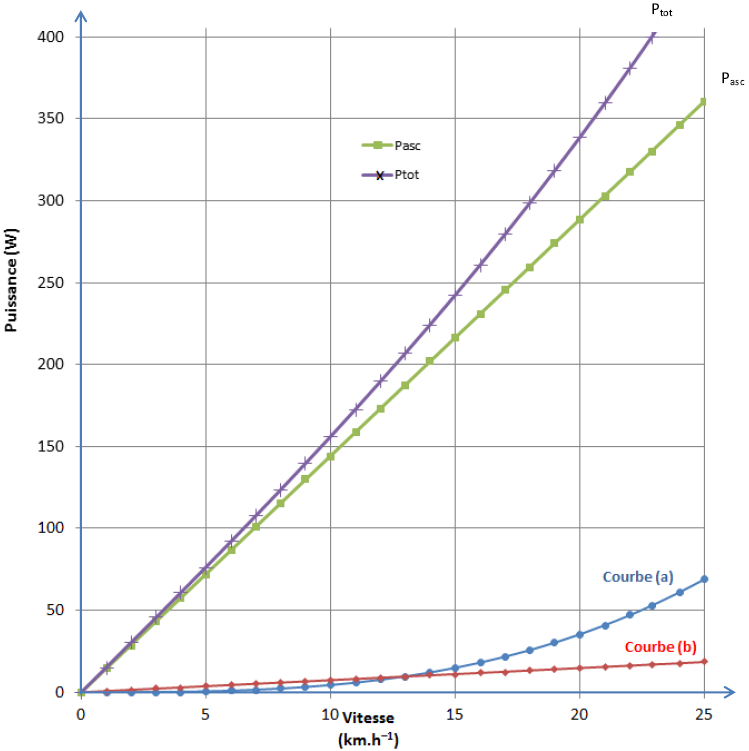 Ptot
400
Pasc
350
Pasc
Ptot
300
Puissance (W)
250
200
150
100
Courbe (a)
50
Courbe (b)
0
0 5 10 15 20 25
Vitesse
(km.h⁻¹)